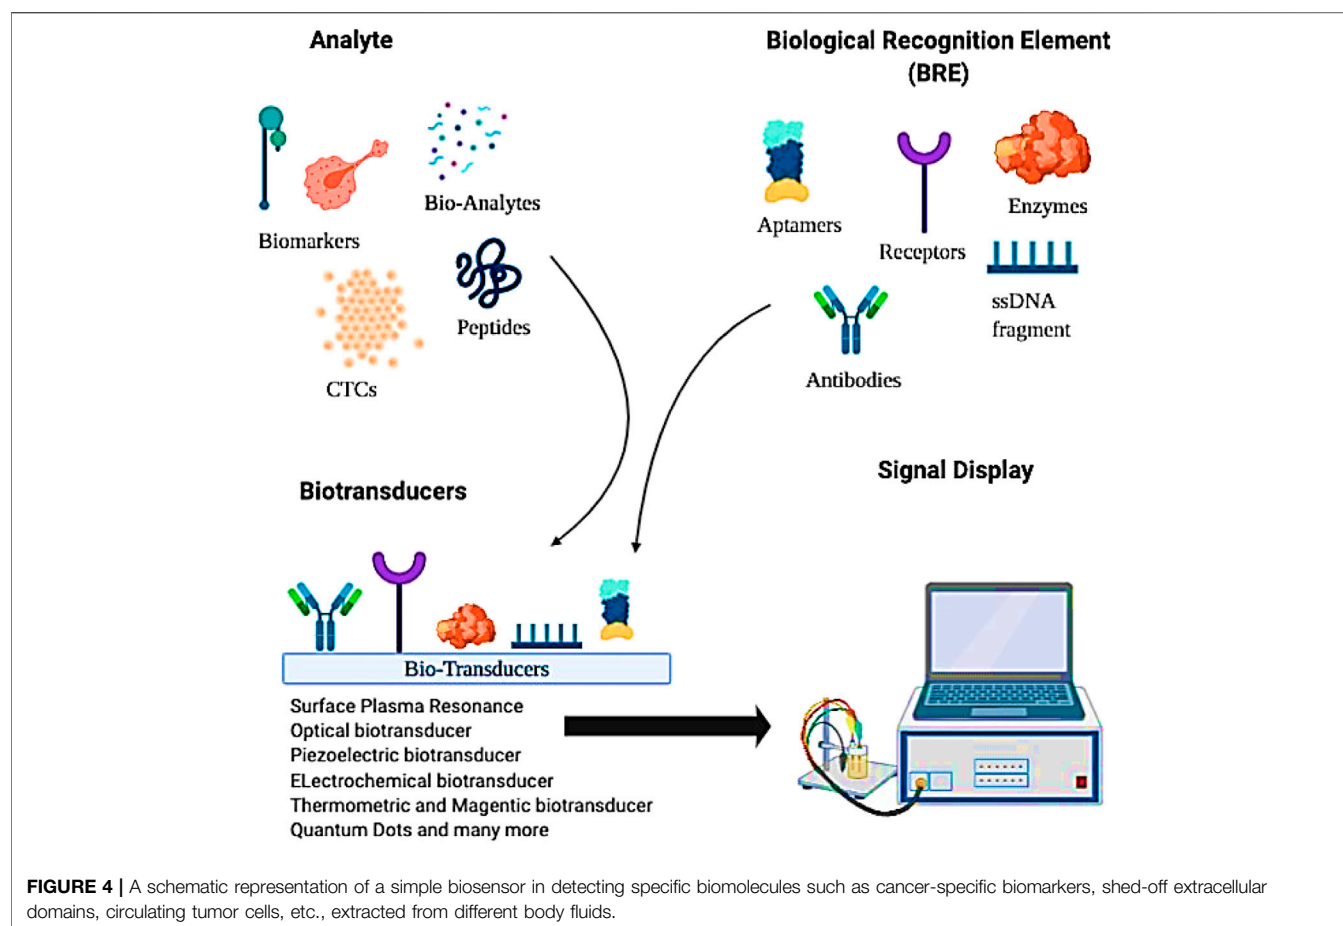 Analyte
Biological Recognition Element
(BRE)
Bio-Analytes
Biomarkers
Peptides
CTCs
Aptamers
Receptors
Enzymes
ssDNA
fragment
Antibodies
Biotransducers
Signal Display
Bio-Transducers
Surface Plasma Resonance
Optical biotransducer
Piezoelectric biotransducer
ELectrochemical biotransducer
Thermometric and Magentic biotransducer
Quantum Dots and many more
FIGURE 4 | A schematic representation of a simple biosensor in detecting specific biomolecules such as cancer-specific biomarkers, shed-off extracellular
domains, circulating tumor cells, etc., extracted from different body fluids.